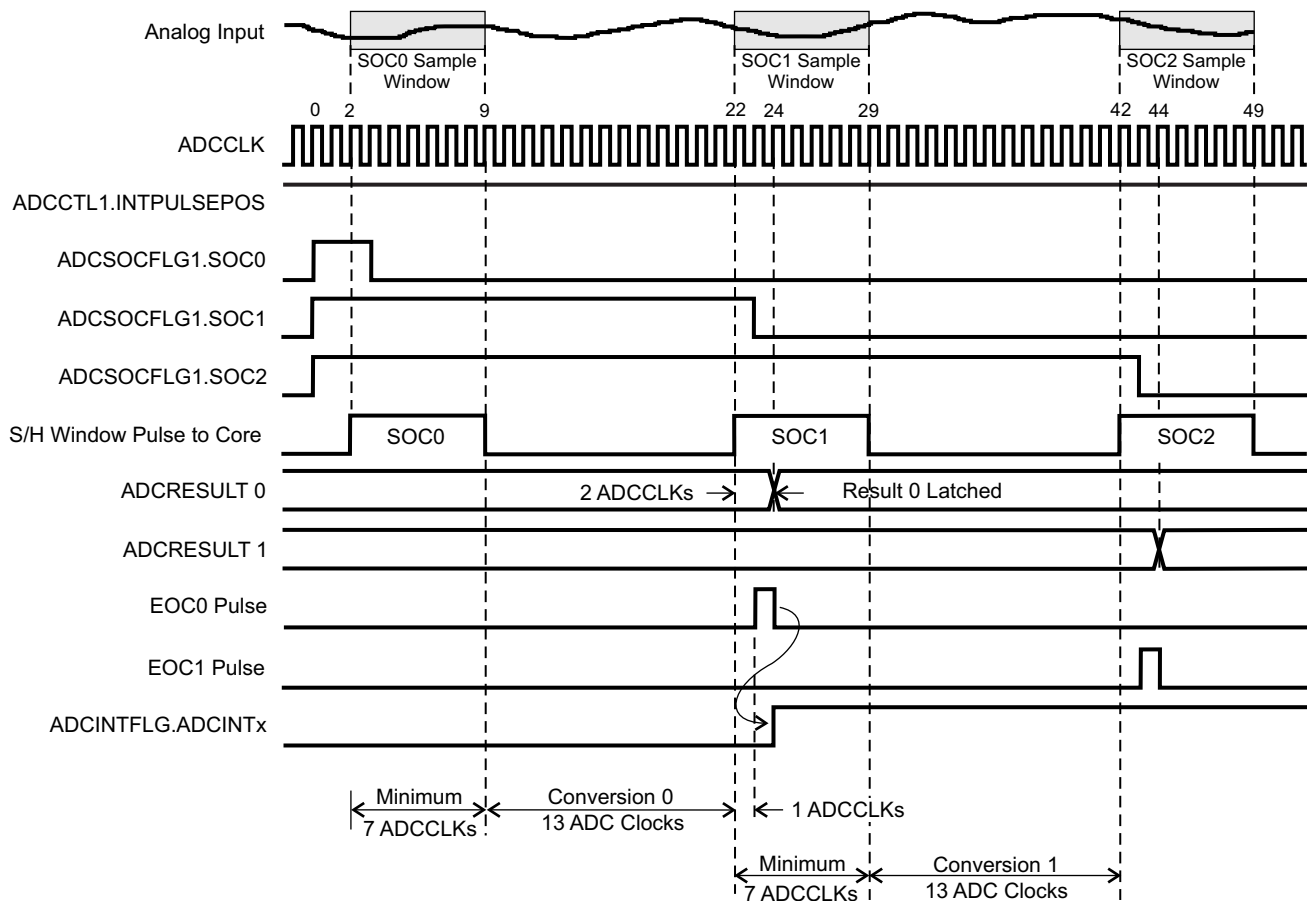 Analog Input
SOC0 Sample
Window
SOC1 Sample
Window
SOC2 Sample
Window
0 2 9 22 24 29 42 44 49
ADCCLK
ADCCTL1.INTPULSEPOS
ADCSOCFLG1.SOC0
ADCSOCFLG1.SOC1
ADCSOCFLG1.SOC2
S/H Window Pulse to Core
SOC0
SOC1
SOC2
ADCRESULT 0
2 ADCCLKs
Result 0 Latched
ADCRESULT 1
EOC0 Pulse
EOC1 Pulse
ADCINTFLG.ADCINTx
Minimum
7 ADCCLKs
Conversion 0
13 ADC Clocks
1 ADCCLKs
Minimum
7 ADCCLKs
Conversion 1
13 ADC Clocks